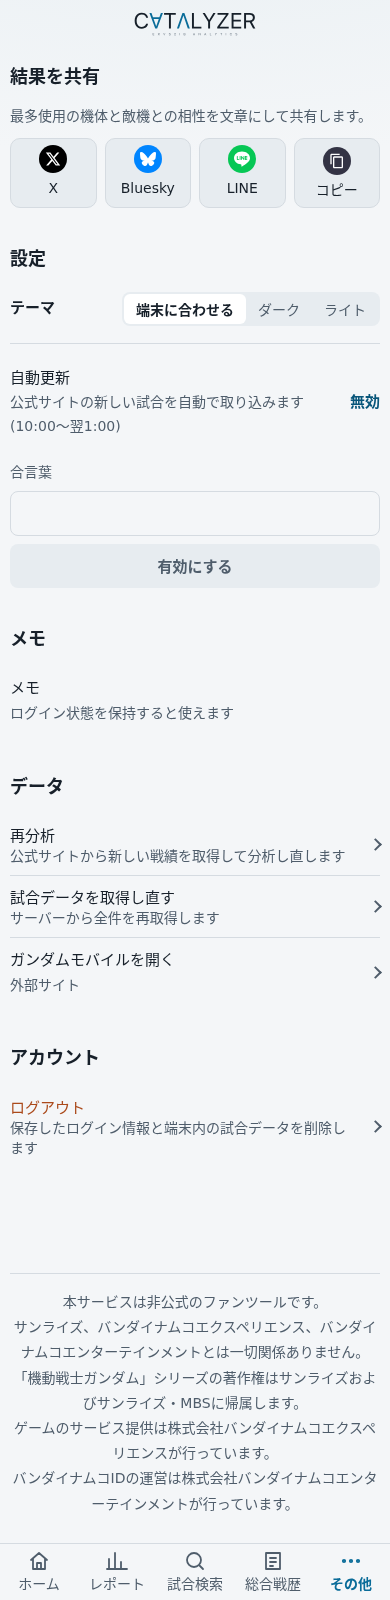 CATALYZER
結果を共有
最多使用の機体と敵機との相性を文章にして共有します。
X
Bluesky
LINE
コピー
設定
テーマ
端末に合わせる
ダーク
ライト
自動更新
公式サイトの新しい試合を自動で取り込みます
(10:00〜翌1:00)
無効
合言葉
有効にする
メモ
メモ
ログイン状態を保持すると使えます
データ
再分析
公式サイトから新しい戦績を取得して分析し直します
試合データを取得し直す
サーバーから全件を再取得します
ガンダムモバイルを開く
外部サイト
アカウント
ログアウト
保存したログイン情報と端末内の試合データを削除し
ます
本サービスは非公式のファンツールです。
サンライズ、バンダイナムコエクスペリエンス、バンダイ
ナムコエンターテインメントとは一切関係ありません。
「機動戦士ガンダム」シリーズの著作権はサンライズおよ
びサンライズ・MBSに帰属します。
ゲームのサービス提供は株式会社バンダイナムコエクスペ
リエンスが行っています。
バンダイナムコIDの運営は株式会社バンダイナムコエンタ
ーテインメントが行っています。
ホーム
レポート
試合検索
総合戦歴
その他